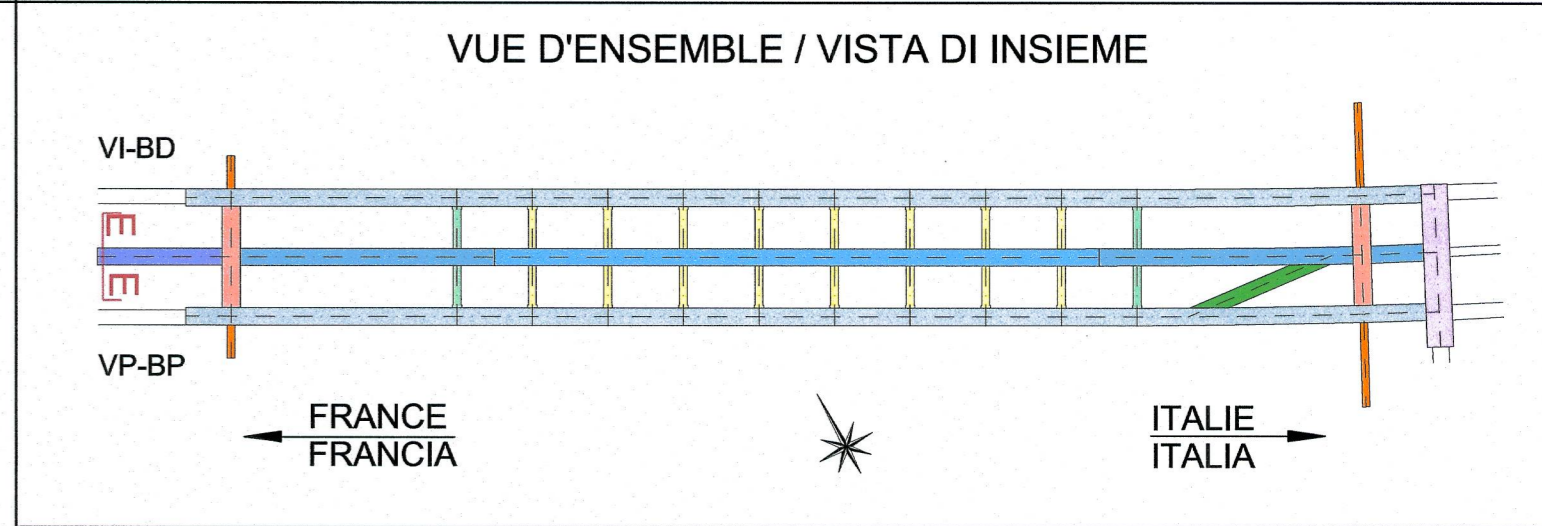 VUE D'ENSEMBLE / VISTA DI INSIEME
VI-BD
E
E
VP-BP
FRANCE
FRANCIA
ITALIE
ITALIA